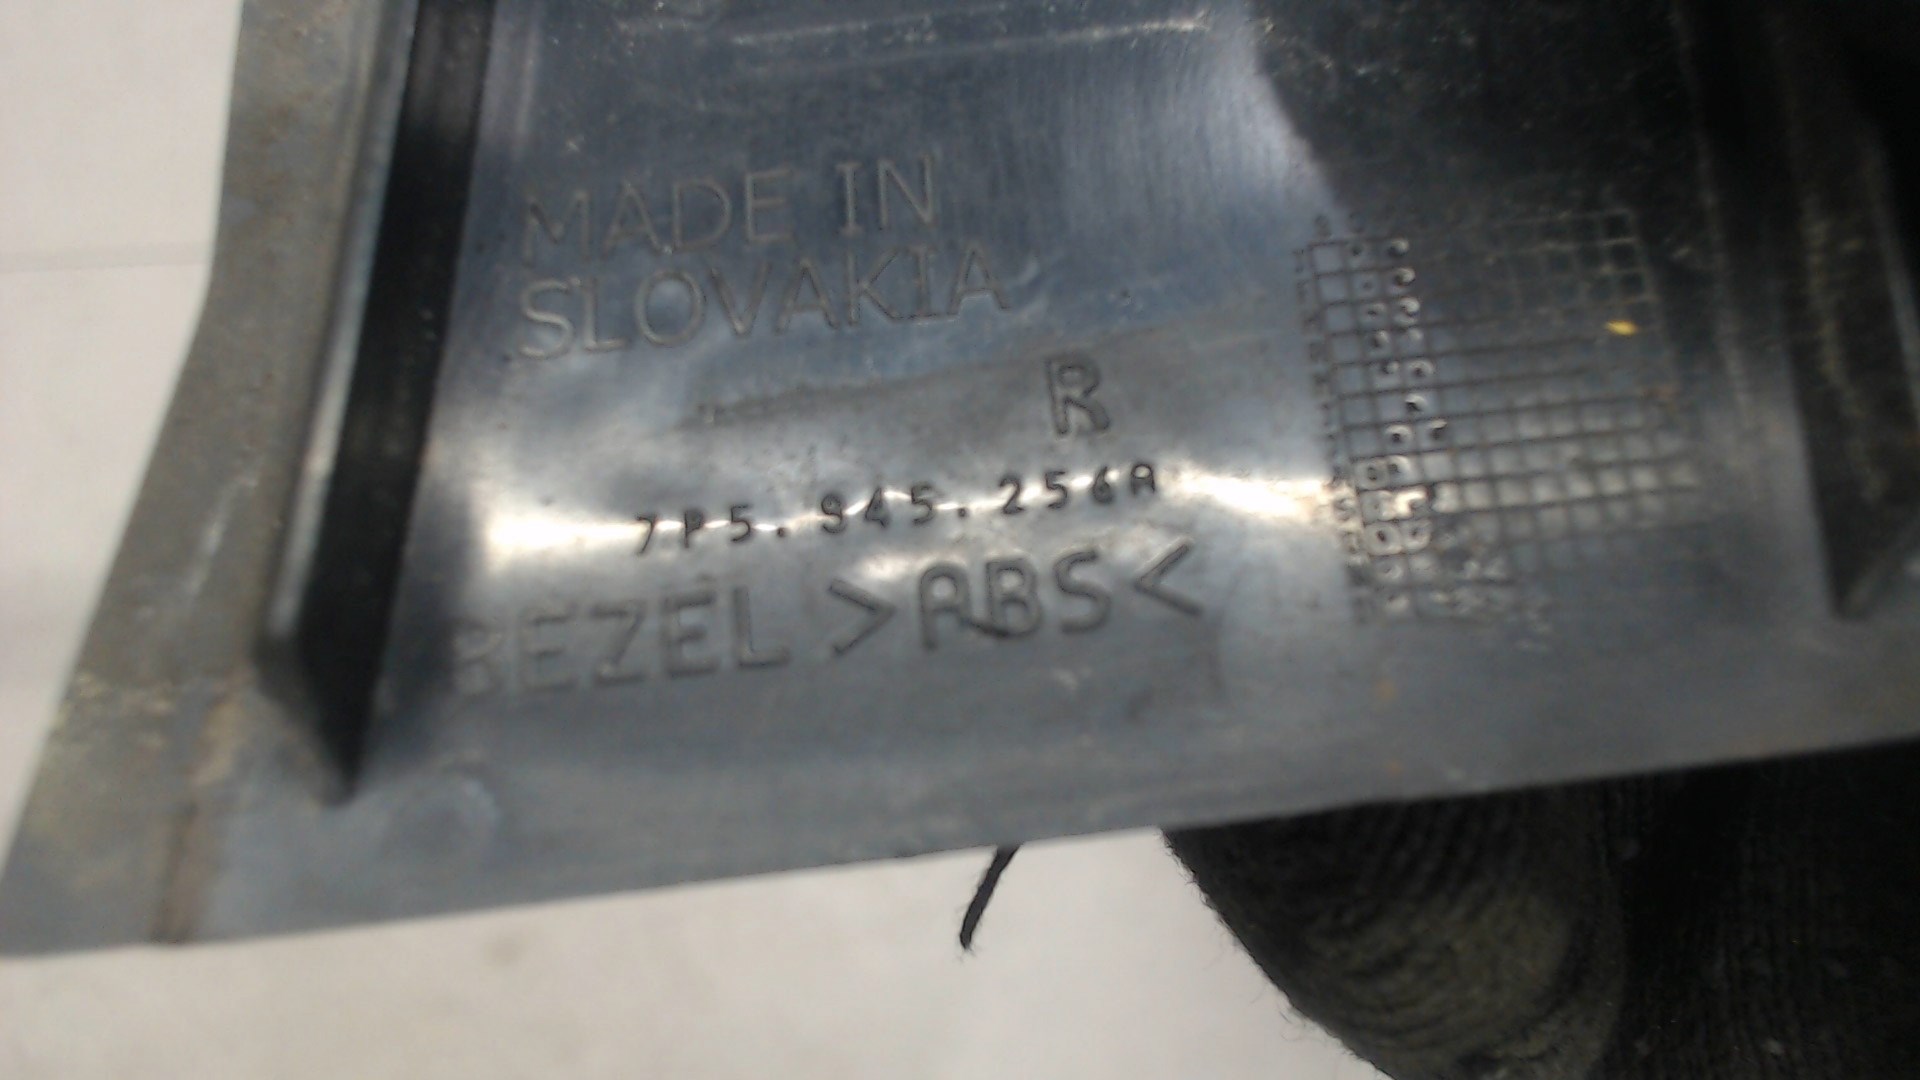 MADE IN
SLOVAKIA
R
7P5.945.256A
BEZEL >ABS<